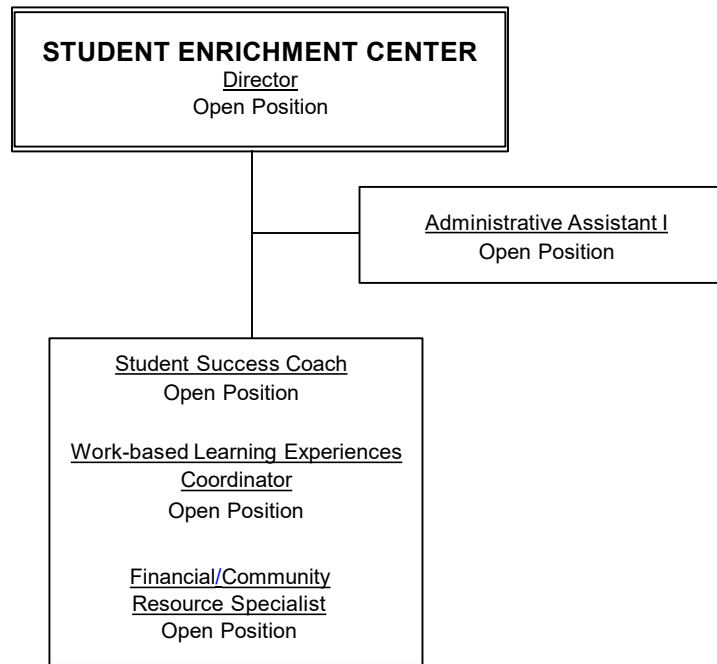 STUDENT ENRICHMENT CENTER
Director
Open Position
Administrative Assistant I
Open Position
Student Success Coach
Open Position
Work-based Learning Experiences
Coordinator
Open Position
Financial/Community
Resource Specialist
Open Position